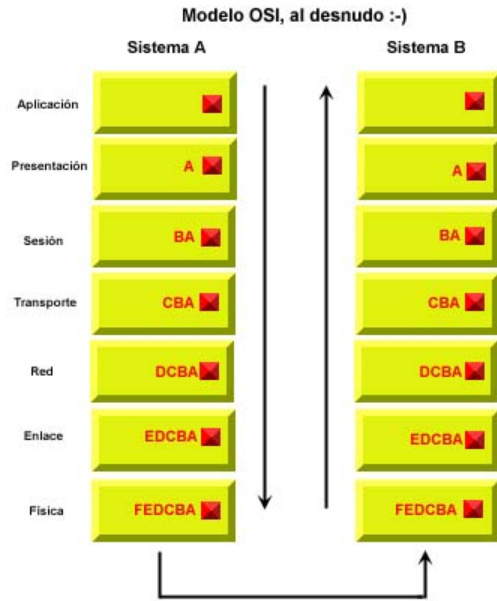 Modelo OSI, al desnudo :-)
Sistema A
Sistema B
Aplicación
Presentación
A
A
Sesión
BA
BA
Transporte
CBA
CBA
Red
DCBA
DCBA
Enlace
EDCBA
EDCBA
Física
FEDCBA
FEDCBA